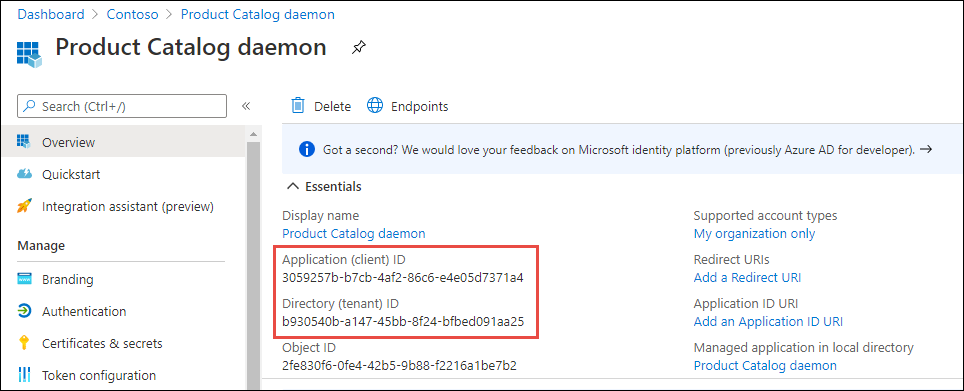 Dashboard > Contoso > Product Catalog daemon
Product Catalog daemon
Search (Ctrl+/)
«
Overview
Quickstart
Integration assistant (preview)
Manage
Branding
Authentication
Certificates & secrets
Token configuration
Delete
Endpoints
Got a second? We would love your feedback on Microsoft identity platform (previously Azure AD for developer). →
Essentials
Display name
Product Catalog daemon
Application (client) ID
3059257b-b7cb-4af2-86c6-e4e05d7371a4
Directory (tenant) ID
b930540b-a147-45bb-8f24-bfbed091aa25
Object ID
2fe830f6-0fe4-42b5-9b88-f2216a1be7b2
Supported account types
My organization only
Redirect URIs
Add a Redirect URI
Application ID URI
Add an Application ID URI
Managed application in local directory
Product Catalog daemon